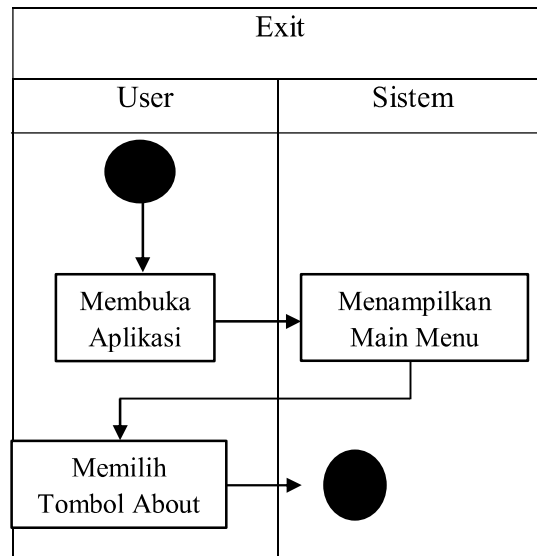 Exit
User
Sistem
Membuka
Aplikasi
Menampilkan
Main Menu
Memilih
Tombol About